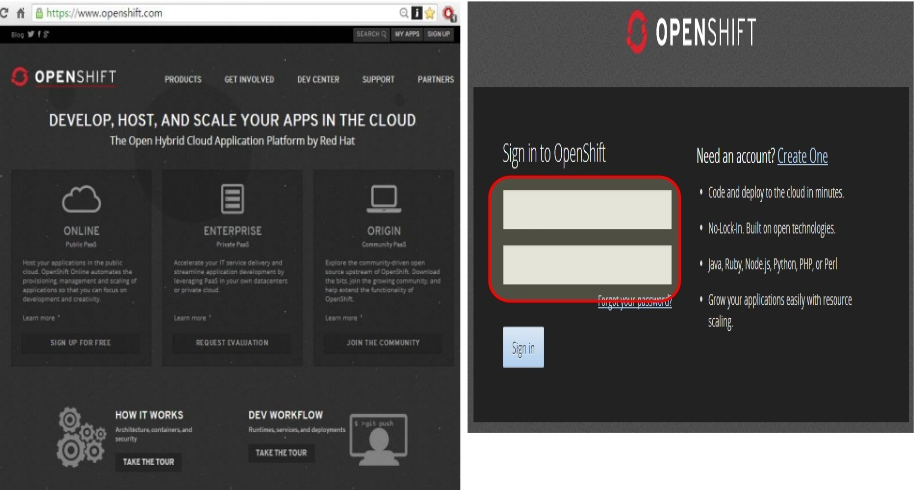 https://www.openshift.com
Blog
SEARCH
MY APPS
SIGN UP
OPENSHIFT
PRODUCTS
GET INVOLVED
DEV CENTER
SUPPORT
PARTNERS
DEVELOP, HOST, AND SCALE YOUR APPS IN THE CLOUD
The Open Hybrid Cloud Application Platform by Red Hat
ONLINE
Public PaaS
Host your applications in the public
cloud. OpenShift Online automates the
provisioning, management and scaling of
applications so that you can focus on
development and creativity.
Learn more
SIGN UP FOR FREE
ENTERPRISE
Private PaaS
Accelerate your IT service delivery and
streamline application development by
leveraging PaaS in your own datacenters
or private cloud.
Learn more
REQUEST EVALUATION
ORIGIN
Community PaaS
Explore the community-driven open
source upstream of OpenShift. Download
the bits, join the growing community, and
help extend the functionality of
OpenShift.
Learn more
JOIN THE COMMUNITY
HOW IT WORKS
Architecture, containers, and
security
TAKE THE TOUR
DEV WORKFLOW
Runtimes, services, and deployments
TAKE THE TOUR
$ >git push
OPENSHIFT
Sign in to OpenShift
Forgot your password?
Sign in
Need an account? Create One
• Code and deploy to the cloud in minutes.
• No-Lock-In. Built on open technologies.
• Java, Ruby, Node.js, Python, PHP, or Perl
• Grow your applications easily with resource
scaling.